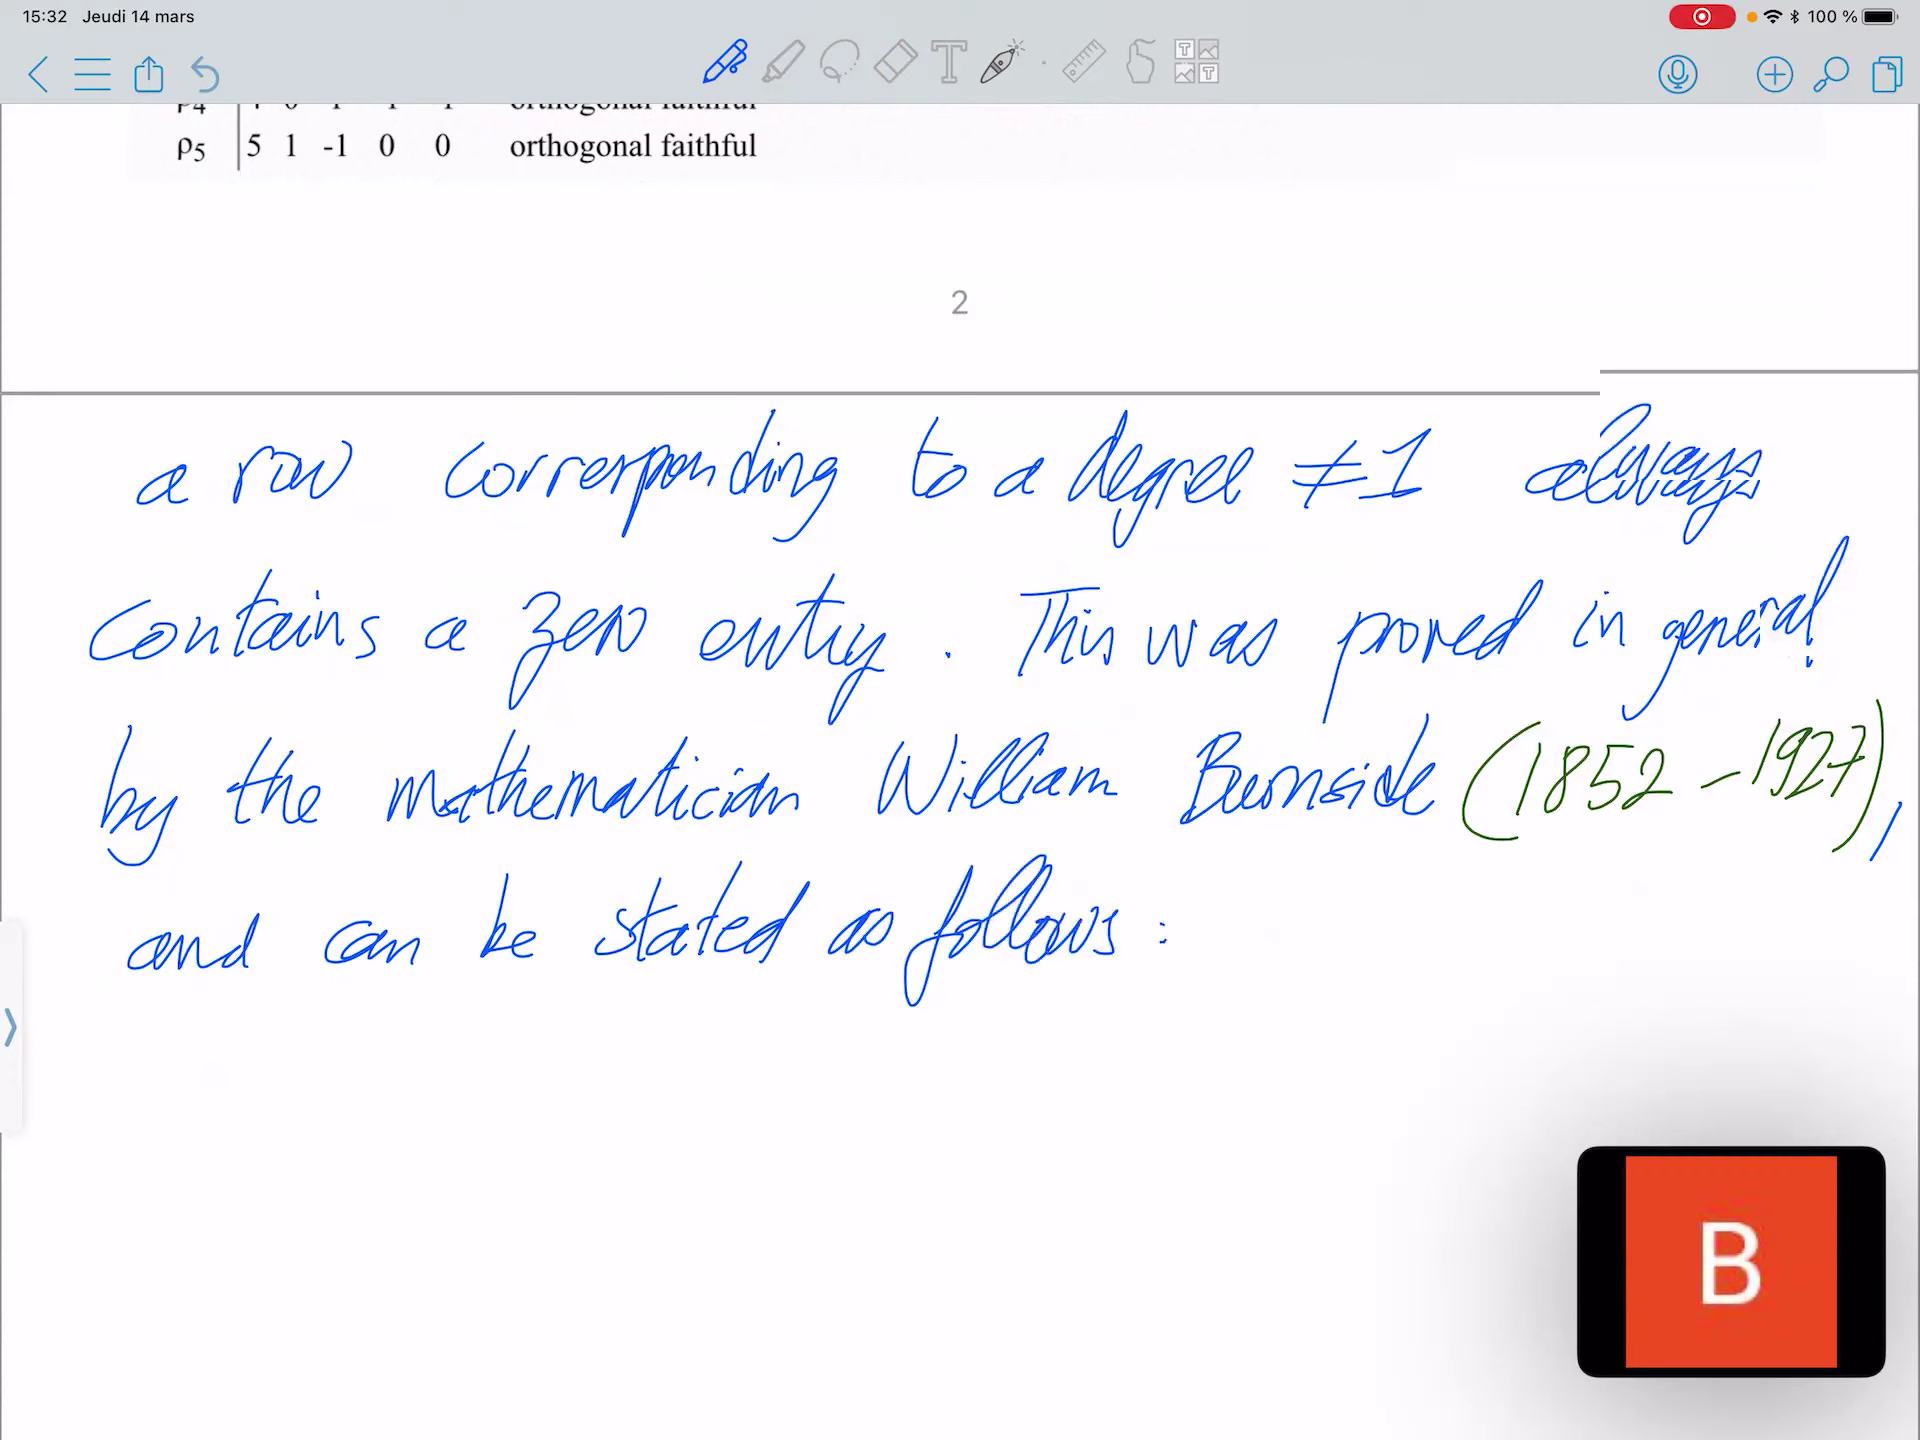 15:32 Jeudi 14 mars 100 %
orthogonal faithful
ρ5 5 1 -1 0 0 orthogonal faithful
2
a row corresponding to a degree ≠1 always
contains a zero entry. This was proved in general
by the mathematician William Burnside (1852-1927),
and can be stated as follows:
B